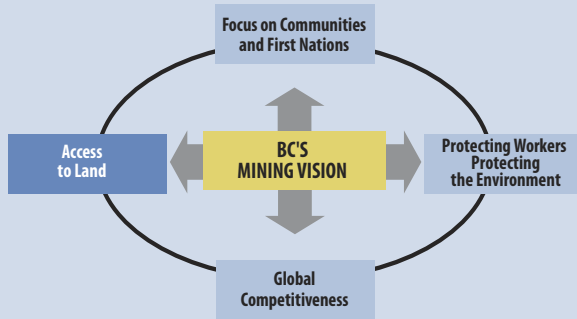 Focus on Communities
and First Nations
Access
to Land
BC'S
MINING VISION
Protecting Workers
Protecting
the Environment
Global
Competitiveness